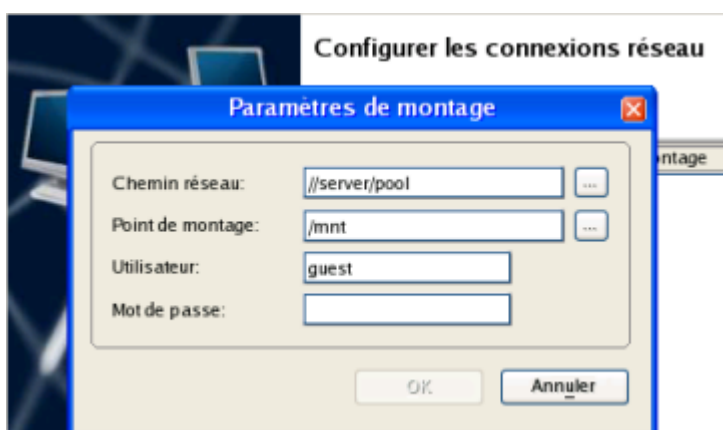 Configurer les connexions réseau
Paramètres de montage
ntage
Chemin réseau: //server/pool ...
Point de montage: /mnt ...
Utilisateur: guest
Mot de passe:
OK Annuler